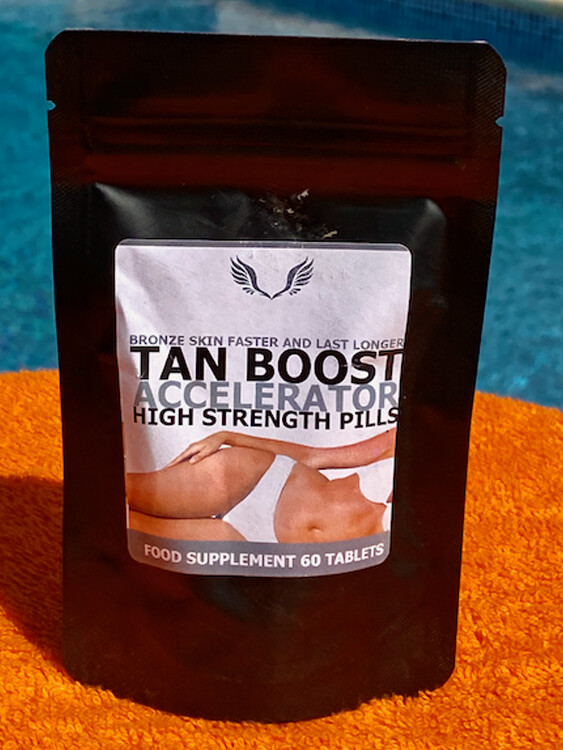 BRONZE SKIN FASTER AND LAST LONGER
TAN BOOST
ACCELERATOR
HIGH STRENGTH PILLS
FOOD SUPPLEMENT 60 TABLETS